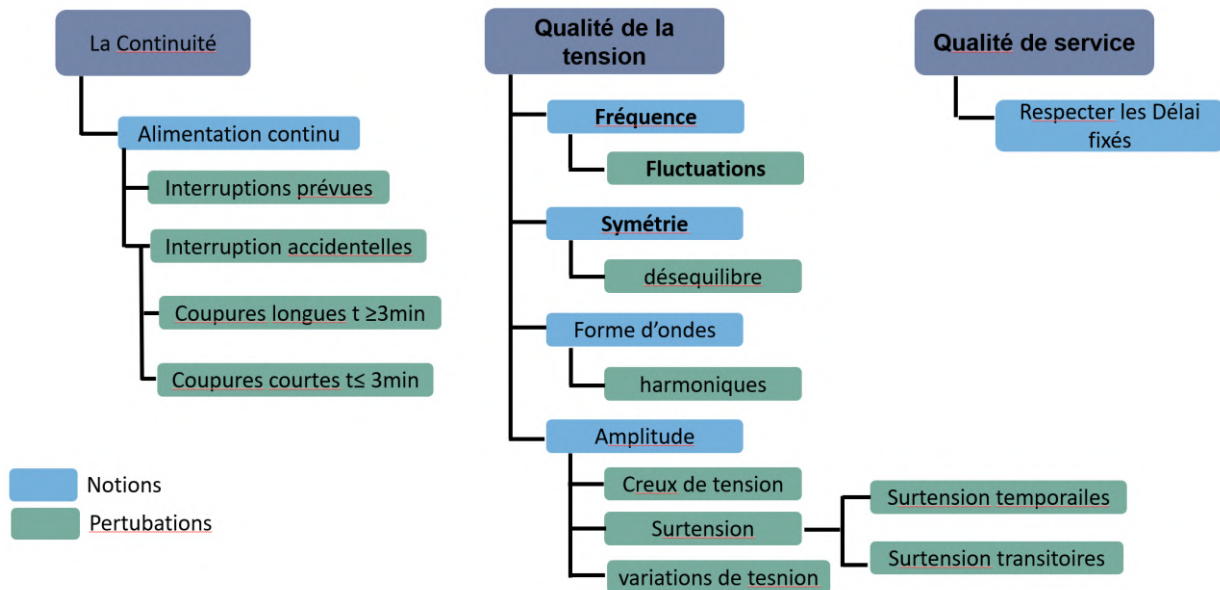 La Continuité
Alimentation continu
Interruptions prévues
Interruption accidentelles
Coupures longues t ≥3min
Coupures courtes t≤ 3min
Notions
Pertubations
Qualité de la
tension
Fréquence
Fluctuations
Symétrie
désequilibre
Forme d’ondes
harmoniques
Amplitude
Creux de tension
Surtension
variations de tesnion
Surtension temporailes
Surtension transitoires
Qualité de service
Respecter les Délai
fixés